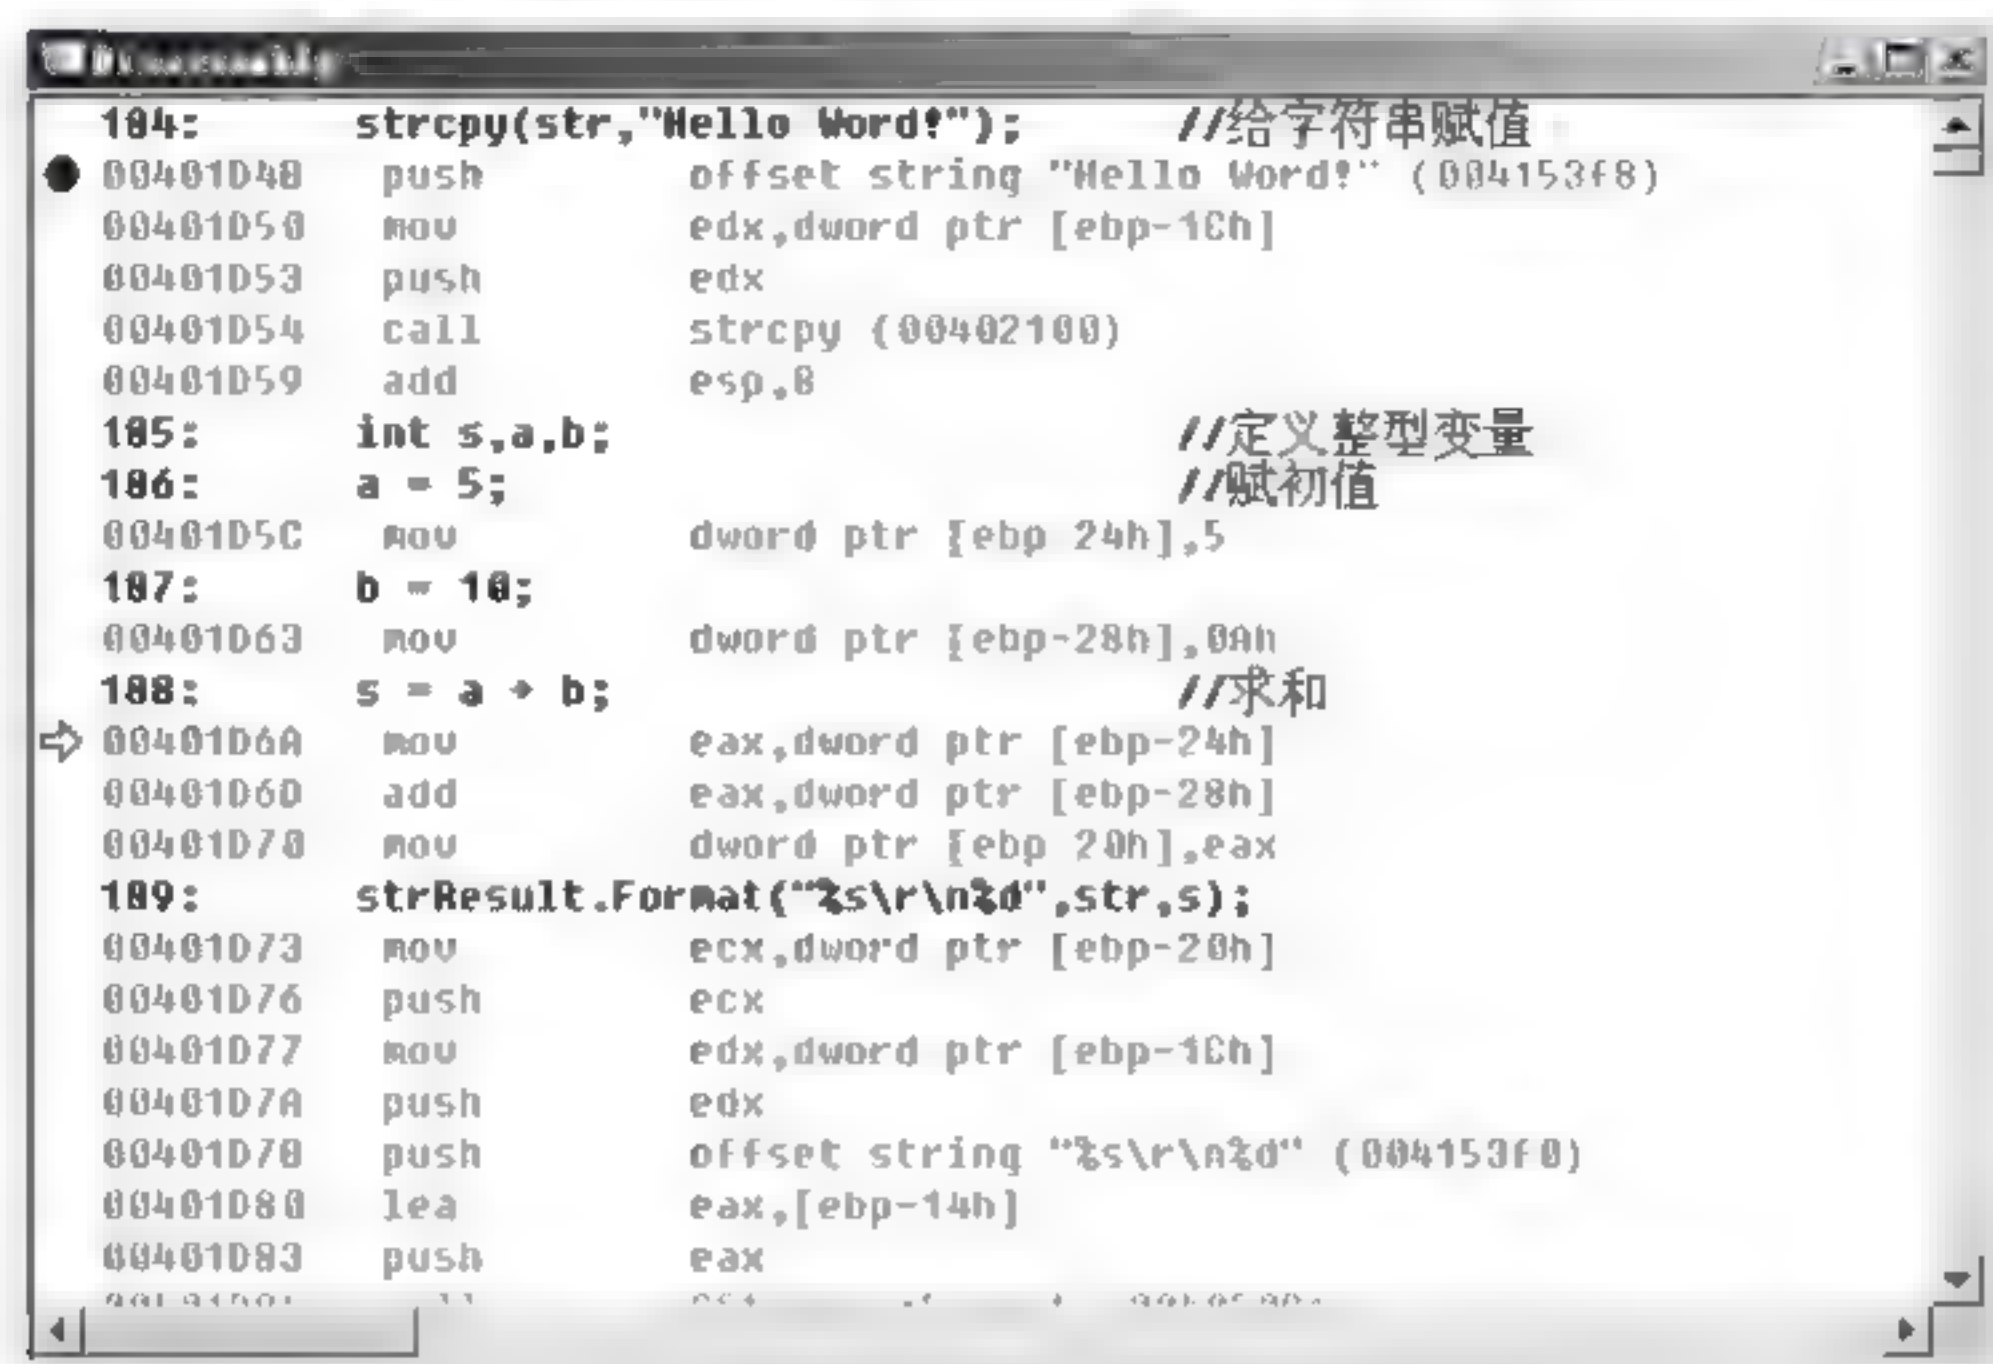 Disassembly
104: strcpy(str,"Hello Word!"); //给字符串赋值
00401D4B push offset string "Hello Word!" (004153f8)
00401D50 mov edx,dword ptr [ebp-1Ch]
00401D53 push edx
00401D54 call strcpy (00402100)
00401D59 add esp,8
105: int s,a,b; //定义整型变量
106: a = 5; //赋初值
00401D5C mov dword ptr [ebp-24h],5
107: b = 10;
00401D63 mov dword ptr [ebp-28h],0Ah
108: s = a + b; //求和
00401D6A mov eax,dword ptr [ebp-24h]
00401D6D add eax,dword ptr [ebp-28h]
00401D70 mov dword ptr [ebp-20h],eax
109: strResult.Format("%s\r\n%d",str,s);
00401D73 mov ecx,dword ptr [ebp-20h]
00401D76 push ecx
00401D77 mov edx,dword ptr [ebp-1Ch]
00401D7A push edx
00401D7B push offset string "%s\r\n%d" (004153f0)
00401D80 lea eax,[ebp-14h]
00401D83 push eax